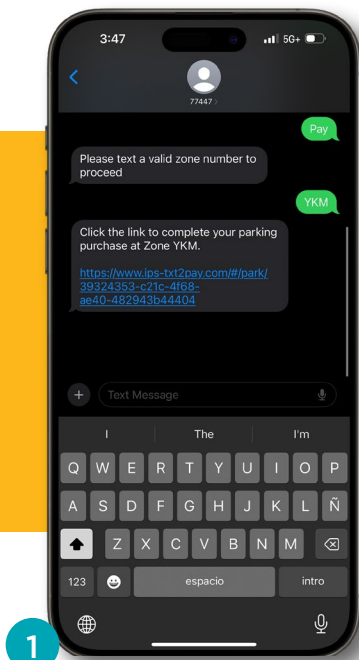 3:47
5G+
77447 >
Pay
Please text a valid zone number to
proceed
YKM
Click the link to complete your parking
purchase at Zone YKM.
https://www.ips-txt2pay.com/#/park/
39324353-c21c-4f68-
ae40-482943b44404
Text Message
I The I'm
Q W E R T Y U I O P
A S D F G H J K L Ñ
Z X C V B N M
123 espacio intro
1